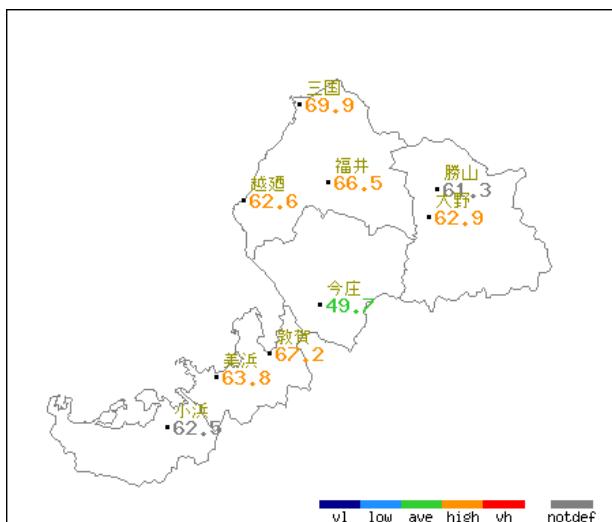 三国
69.9
福井
66.5
勝山
61.3
越廼
62.6
大野
62.9
今庄
49.7
敦賀
67.2
美浜
63.8
小浜
62.5
vl low ave high vh notdef